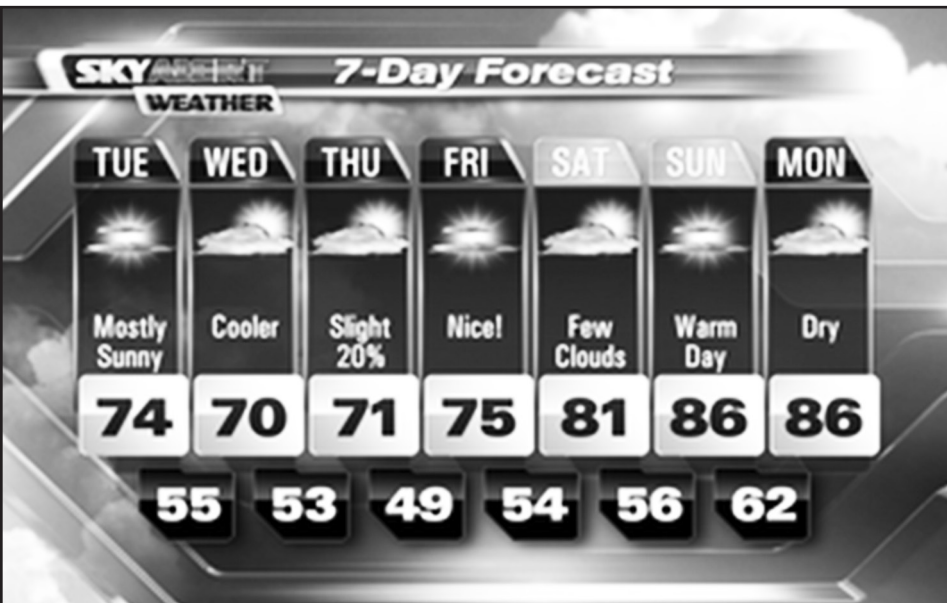 SKYALERT 7-Day Forecast
WEATHER
TUE WED THU FRI SAT SUN MON
Mostly Cooler Slight Nice! Few Warm Dry
Sunny 20% Clouds Day
74 70 71 75 81 86 86
55 53 49 54 56 62